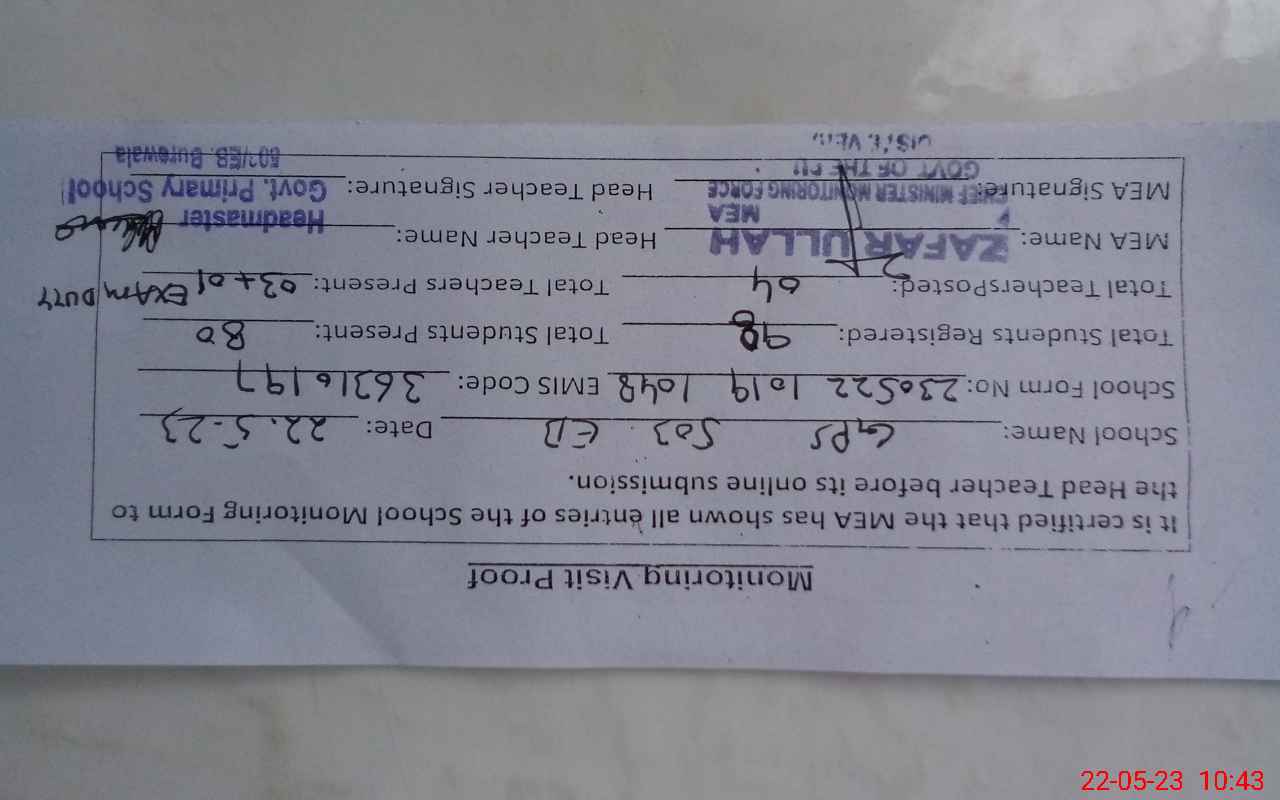 Monitoring Visit Proof
It is certified that the MEA has shown all entries of the School Monitoring Form to
the Head Teacher before its online submission.
School Name: GPS 503 EB Date: 22.5-23
School Form No: 230522 1019 1048 EMIS Code: 36310197
Total Students Registered: 98 Total Students Present: 80
Total TeachersPosted: 04 Total Teachers Present: 03+01 EXAM DUTY
MEA Name: ZAFAR ULLAH Head Teacher Name:
MEA Headmaster
MEA Signature: CHIEF MINISTER MONITORING FORCE Head Teacher Signature: Govt. Primary School
GOVT OF THE PU
503/EB. Burewala
22-05-23 10:43